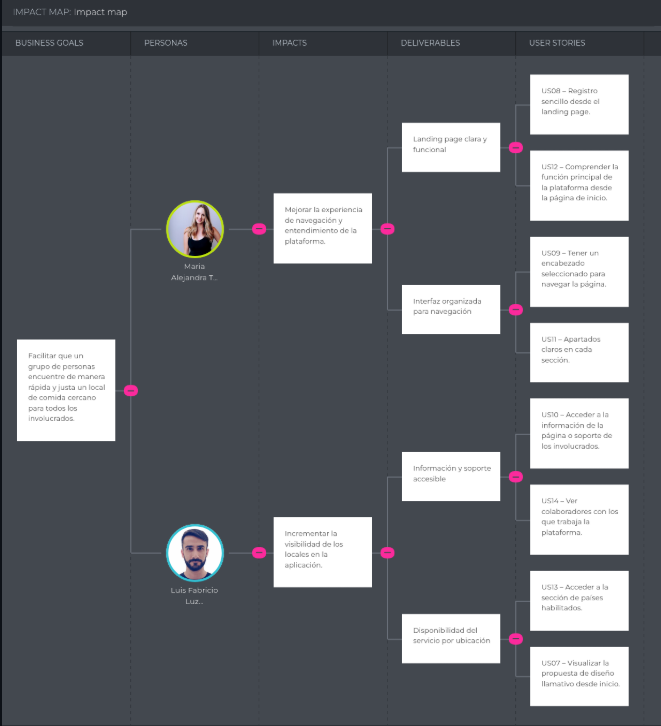 IMPACT MAP: Impact map
BUSINESS GOALS
PERSONAS
IMPACTS
DELIVERABLES
USER STORIES
Facilitar que un
grupo de personas
encuentre de manera
rápida y justa un local
de comida cercano
para todos los
involucrados.
Maria
Alejandra T...
Mejorar la experiencia
de navegación y
entendimiento de la
plataforma.
Landing page clara y
funcional
US08 – Registro
sencillo desde el
landing page.
US12 – Comprender la
función principal de
la plataforma desde
la página de inicio.
Interfaz organizada
para navegación
US09 – Tener un
encabezado
seleccionado para
navegar la página.
US11 – Apartados
claros en cada
sección.
Luis Fabricio
Luz...
Incrementar la
visibilidad de los
locales en la
aplicación.
Información y soporte
accesible
US10 – Acceder a la
información de la
página o soporte de
los involucrados.
US14 – Ver
colaboradores con los
que trabaja la
plataforma.
Disponibilidad del
servicio por ubicación
US13 – Acceder a la
sección de países
habilitados.
US07 – Visualizar la
propuesta de diseño
llamativo desde inicio.